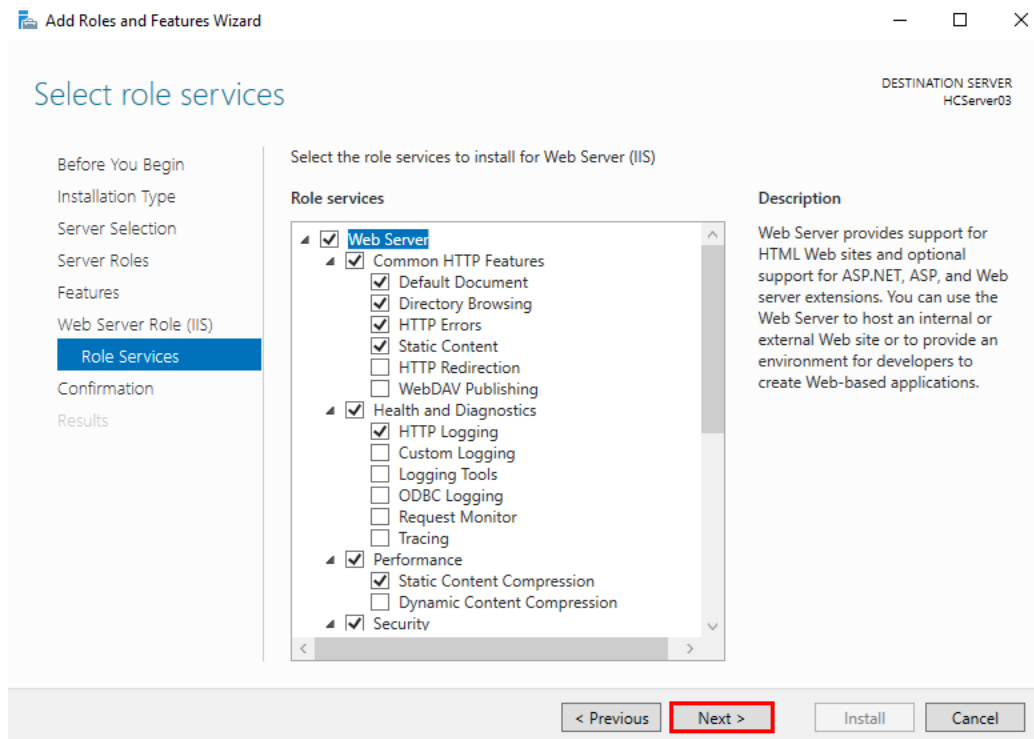 Add Roles and Features Wizard
Select role services
DESTINATION SERVER
HCServer03
Before You Begin
Installation Type
Server Selection
Server Roles
Features
Web Server Role (IIS)
Role Services
Confirmation
Results
Select the role services to install for Web Server (IIS)
Role services
Web Server
Common HTTP Features
Default Document
Directory Browsing
HTTP Errors
Static Content
HTTP Redirection
WebDAV Publishing
Health and Diagnostics
HTTP Logging
Custom Logging
Logging Tools
ODBC Logging
Request Monitor
Tracing
Performance
Static Content Compression
Dynamic Content Compression
Security
Description
Web Server provides support for
HTML Web sites and optional
support for ASP.NET, ASP, and Web
server extensions. You can use the
Web Server to host an internal or
external Web site or to provide an
environment for developers to
create Web-based applications.
< Previous
Next >
Install
Cancel